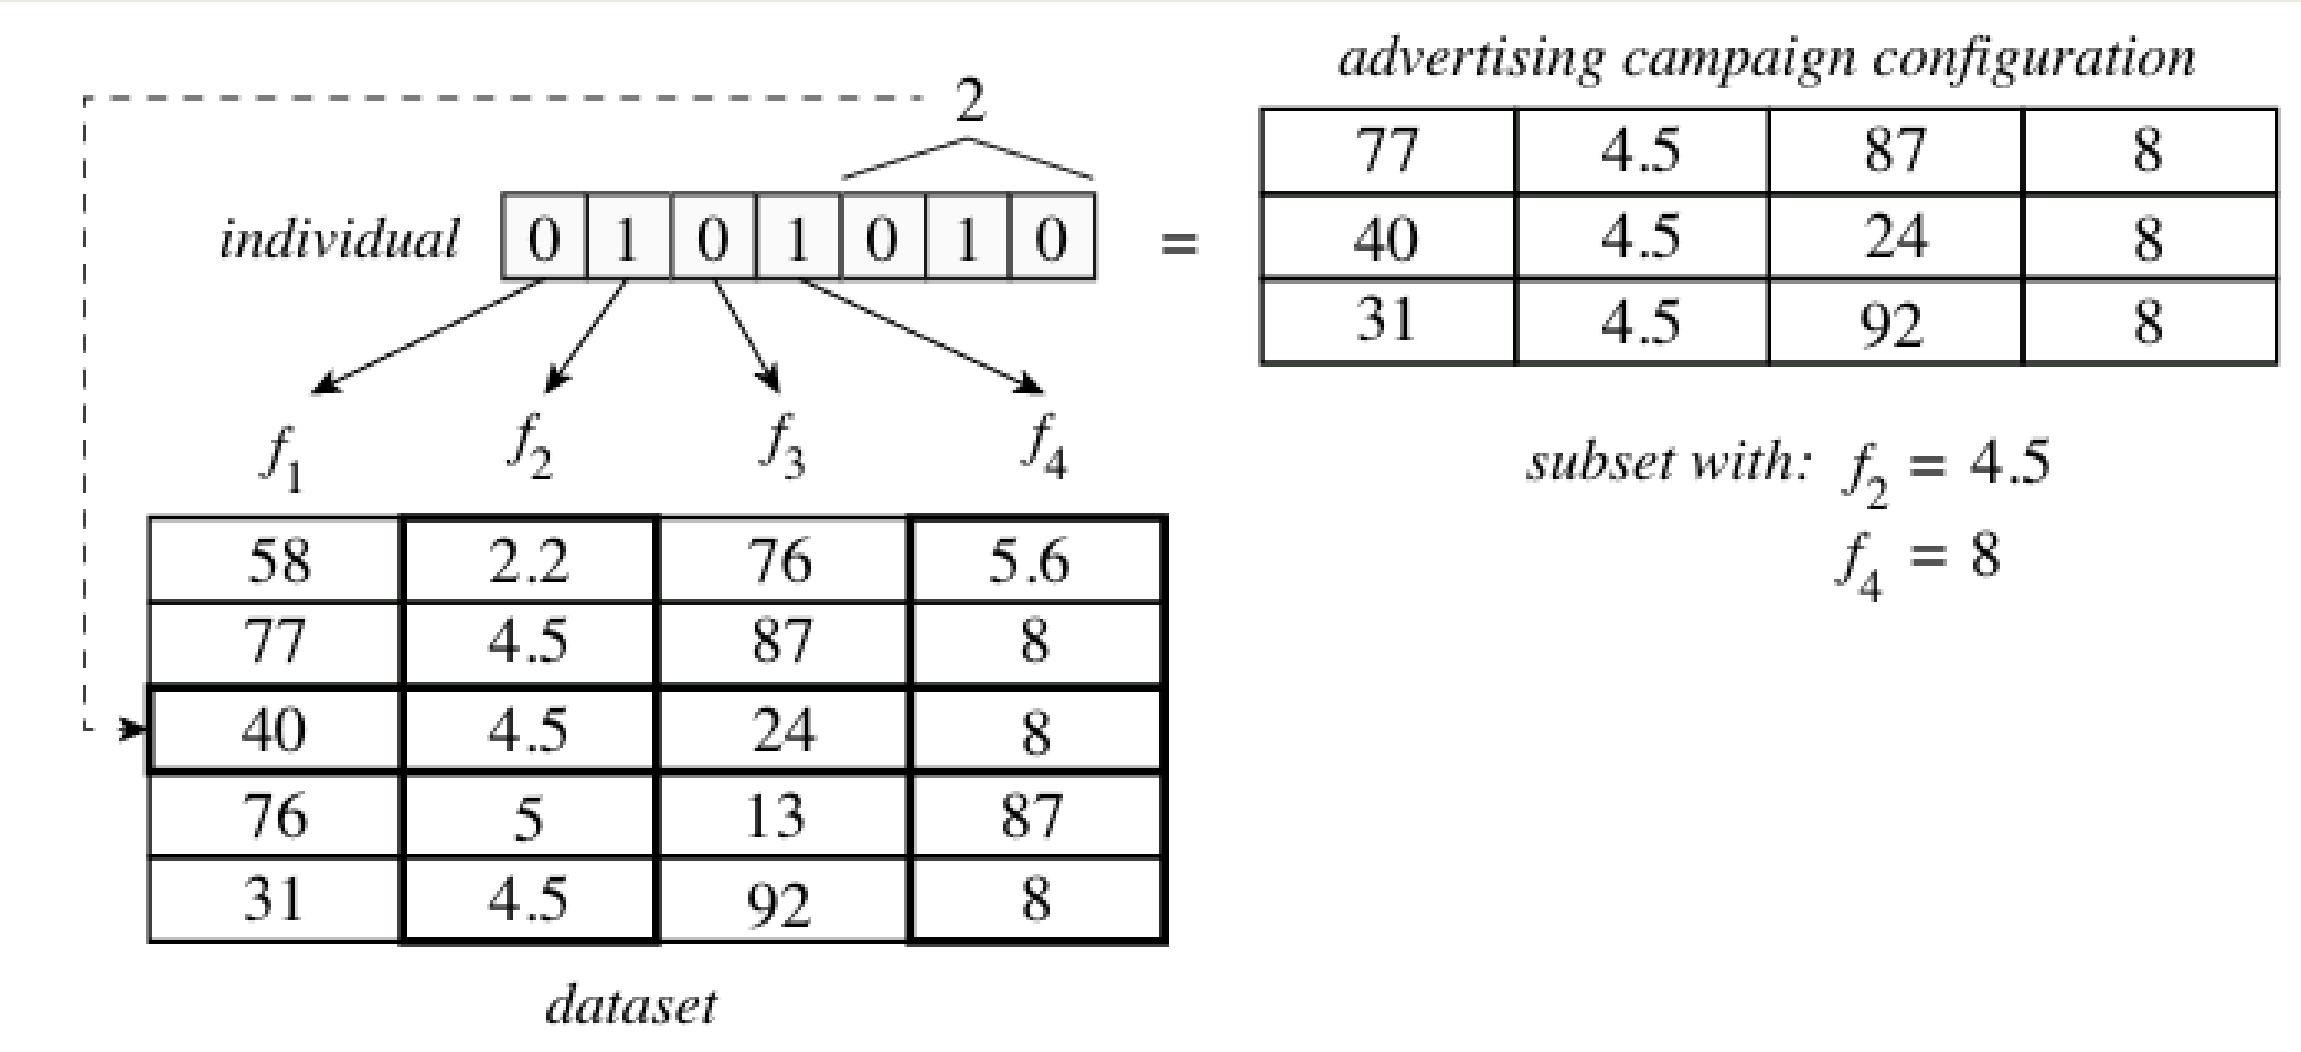 advertising campaign configuration
2
77 4.5 87 8
individual 0 1 0 1 0 1 0 = 40 4.5 24 8
31 4.5 92 8
f1 f2 f3 f4
subset with: f2 = 4.5
f4 = 8
58 2.2 76 5.6
77 4.5 87 8
40 4.5 24 8
76 5 13 87
31 4.5 92 8
dataset